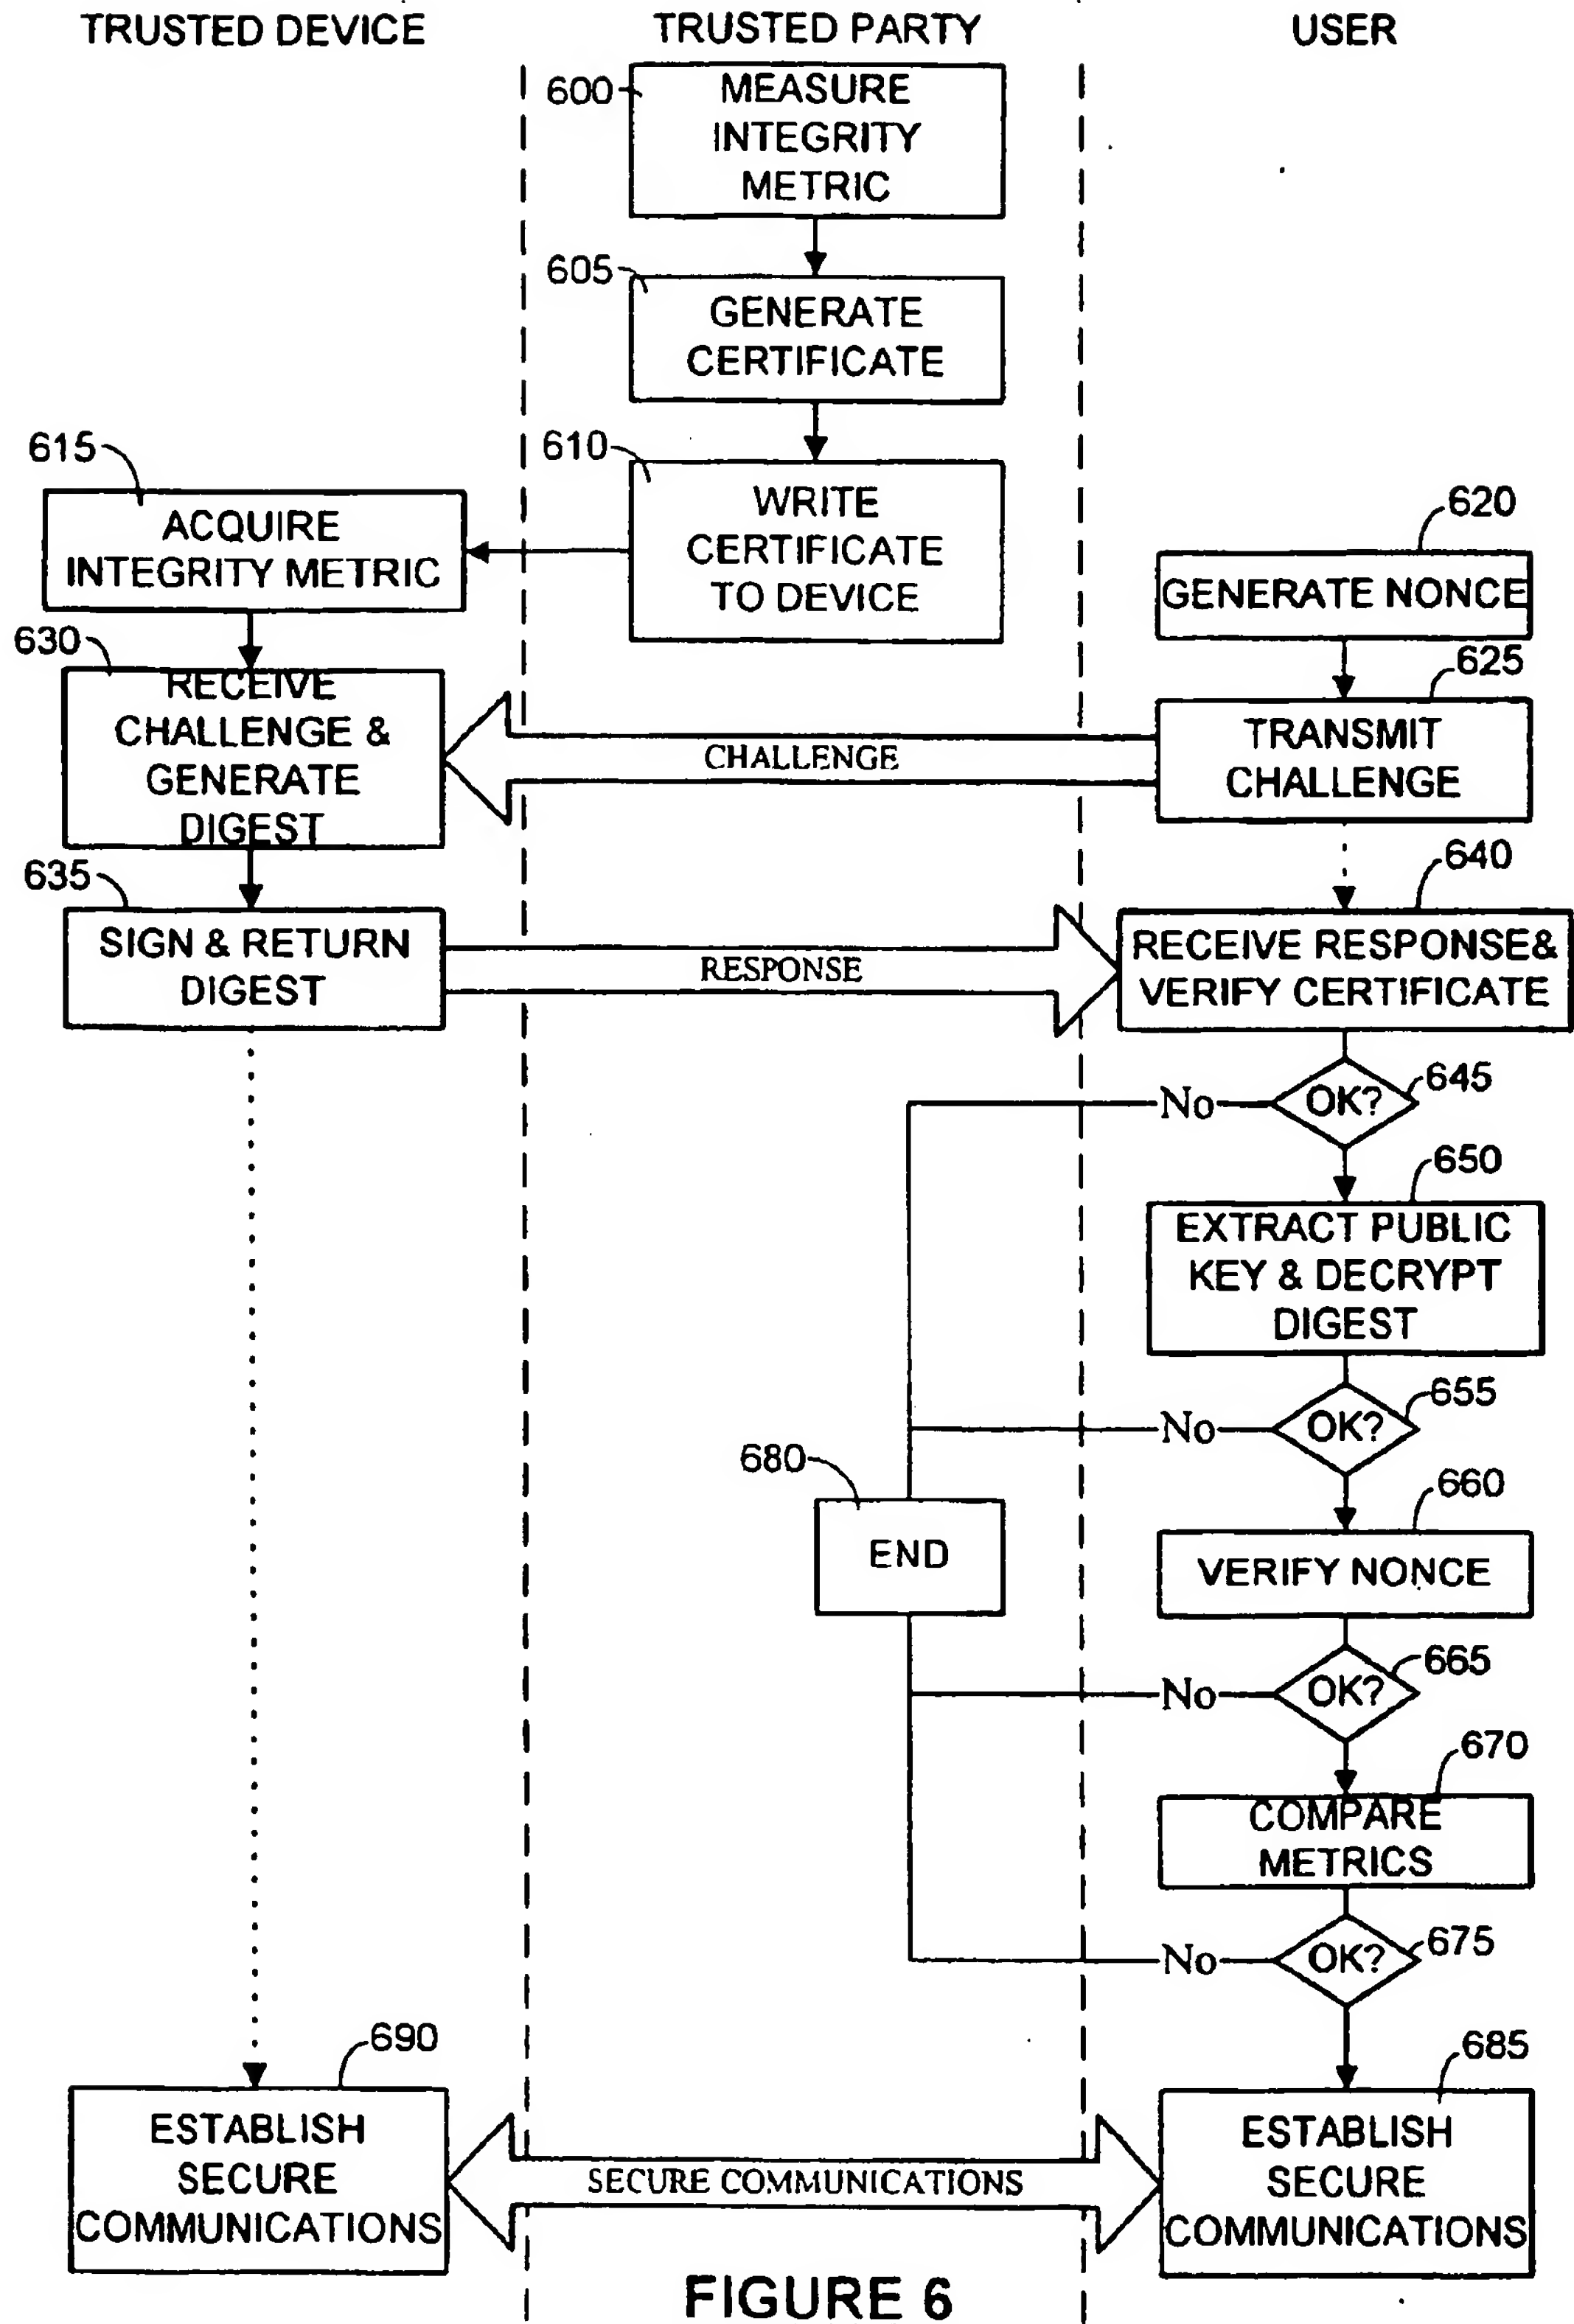 TRUSTED DEVICE
TRUSTED PARTY
USER
600
MEASURE
INTEGRITY
METRIC
605
GENERATE
CERTIFICATE
610
WRITE
CERTIFICATE
TO DEVICE
615
ACQUIRE
INTEGRITY METRIC
620
GENERATE NONCE
625
TRANSMIT
CHALLENGE
CHALLENGE
630
RECEIVE
CHALLENGE &
GENERATE
DIGEST
635
SIGN & RETURN
DIGEST
RESPONSE
640
RECEIVE RESPONSE&
VERIFY CERTIFICATE
645
OK?
No
650
EXTRACT PUBLIC
KEY & DECRYPT
DIGEST
655
OK?
No
680
END
660
VERIFY NONCE
665
OK?
No
670
COMPARE
METRICS
675
OK?
No
690
ESTABLISH
SECURE
COMMUNICATIONS
SECURE COMMUNICATIONS
685
ESTABLISH
SECURE
COMMUNICATIONS
FIGURE 6